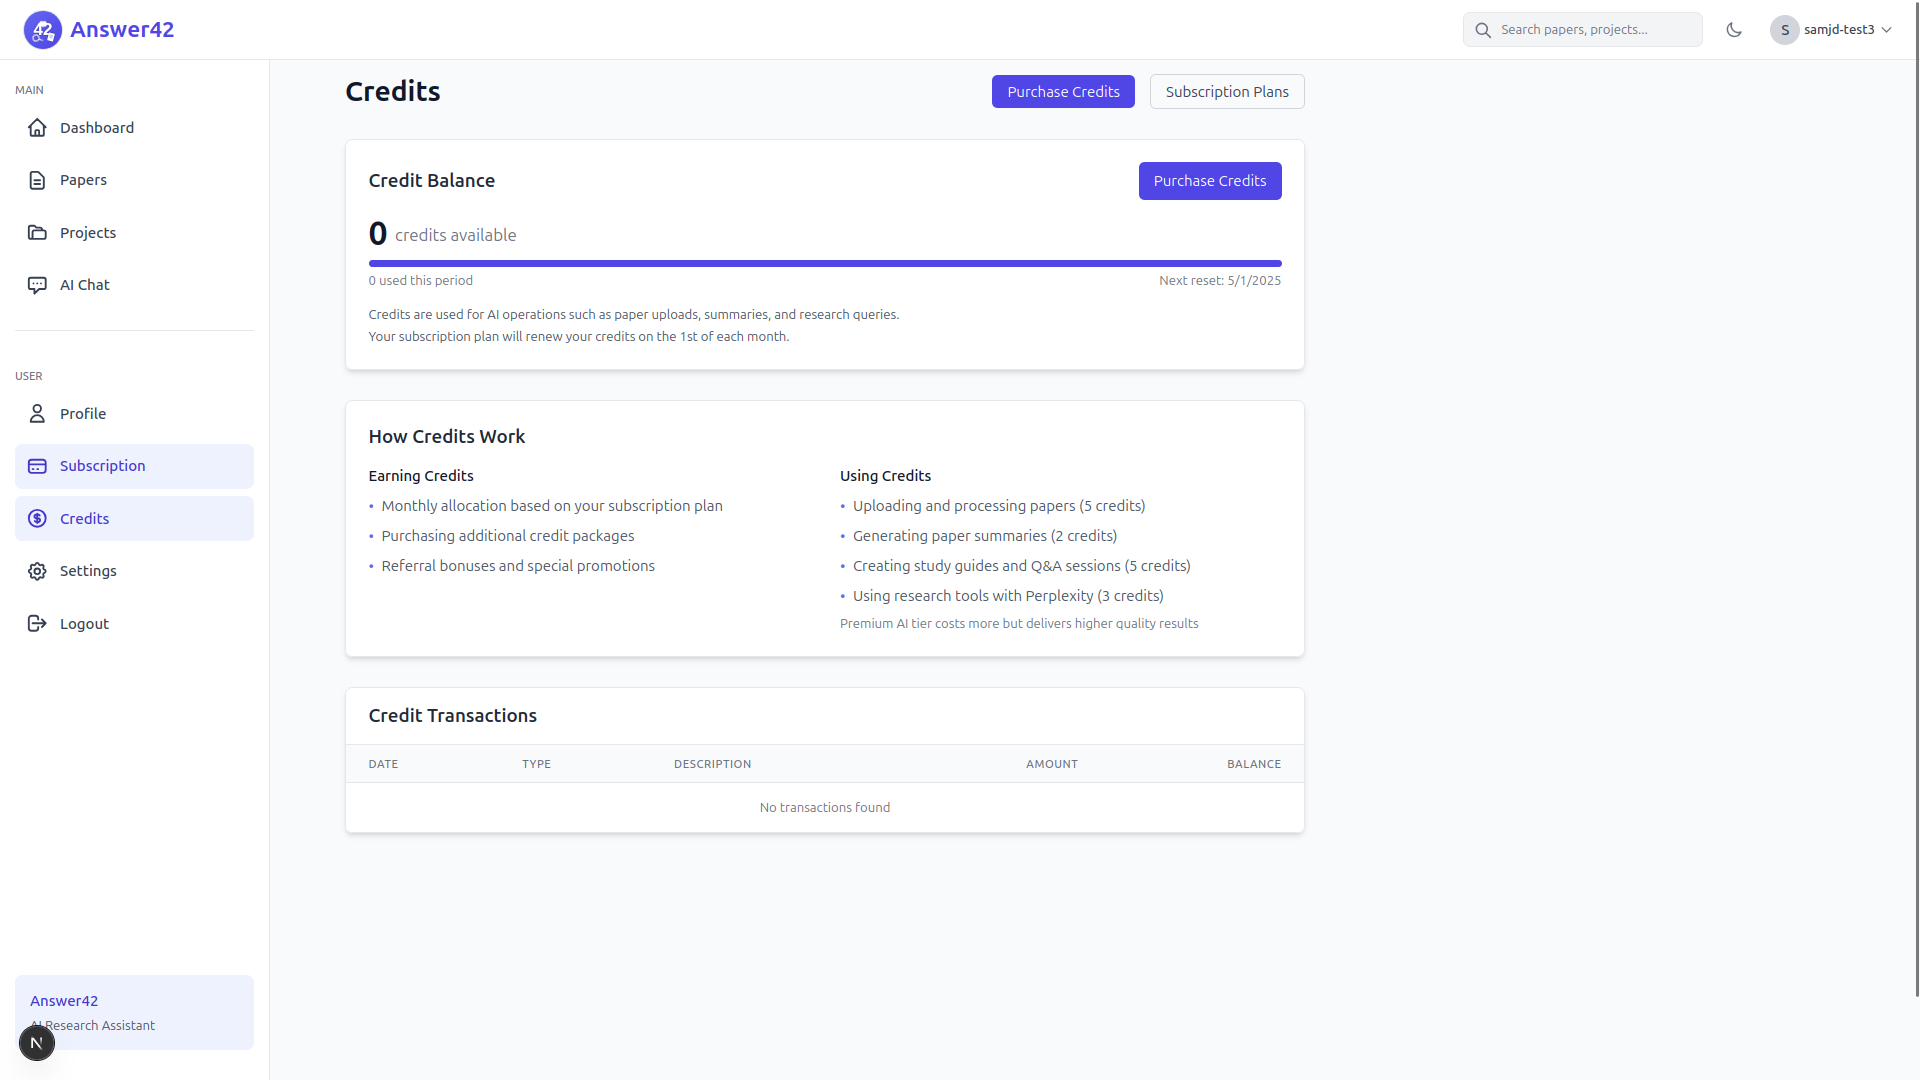 42
Answer42
Search papers, projects...
S
samjd-test3
MAIN
Dashboard
Papers
Projects
AI Chat
USER
Profile
Subscription
Credits
Settings
Logout
Answer42
AI Research Assistant
N
Credits
Purchase Credits
Subscription Plans
Credit Balance
Purchase Credits
0 credits available
0 used this period
Next reset: 5/1/2025
Credits are used for AI operations such as paper uploads, summaries, and research queries.
Your subscription plan will renew your credits on the 1st of each month.
How Credits Work
Earning Credits
• Monthly allocation based on your subscription plan
• Purchasing additional credit packages
• Referral bonuses and special promotions
Using Credits
• Uploading and processing papers (5 credits)
• Generating paper summaries (2 credits)
• Creating study guides and Q&A sessions (5 credits)
• Using research tools with Perplexity (3 credits)
Premium AI tier costs more but delivers higher quality results
Credit Transactions
DATE TYPE DESCRIPTION AMOUNT BALANCE
No transactions found